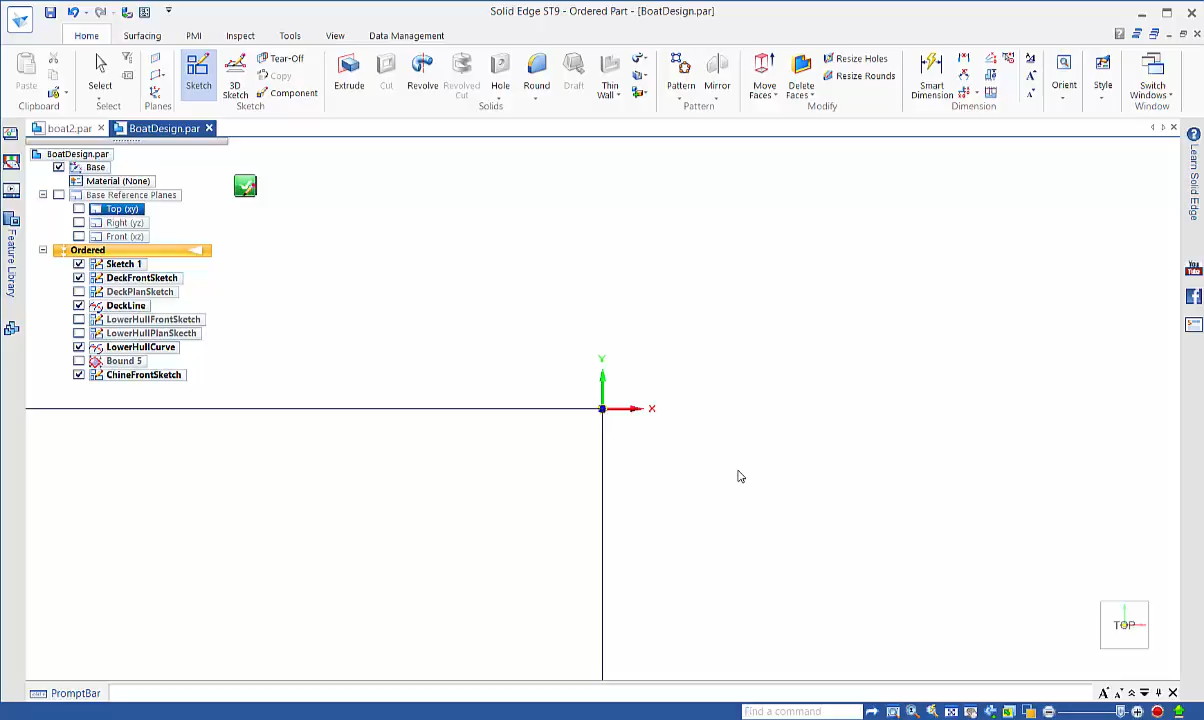 Solid Edge ST9 - Ordered Part - [BoatDesign.par]
Home Surfacing PMI Inspect Tools View Data Management
Paste
Clipboard
Select
Select
Planes
Sketch
3D Sketch
Tear-Off
Copy
Component
Sketch
Extrude
Cut
Revolve
Revolved Cut
Hole
Round
Draft
Thin Wall
Solids
Pattern
Mirror
Pattern
Move Faces
Delete Faces
Resize Holes
Resize Rounds
Modify
Smart Dimension
Dimension
Orient
Style
Switch Windows
Window
boat2.par
BoatDesign.par
BoatDesign.par
Base
Material (None)
Base Reference Planes
Top (xy)
Right (yz)
Front (xz)
Ordered
Sketch 1
DeckFrontSketch
DeckPlanSketch
DeckLine
LowerHullFrontSketch
LowerHullPlanSkecth
LowerHullCurve
Bound 5
ChineFrontSketch
Feature Library
Learn Solid Edge
You Tube
Y
X
TOP
PromptBar
Find a command